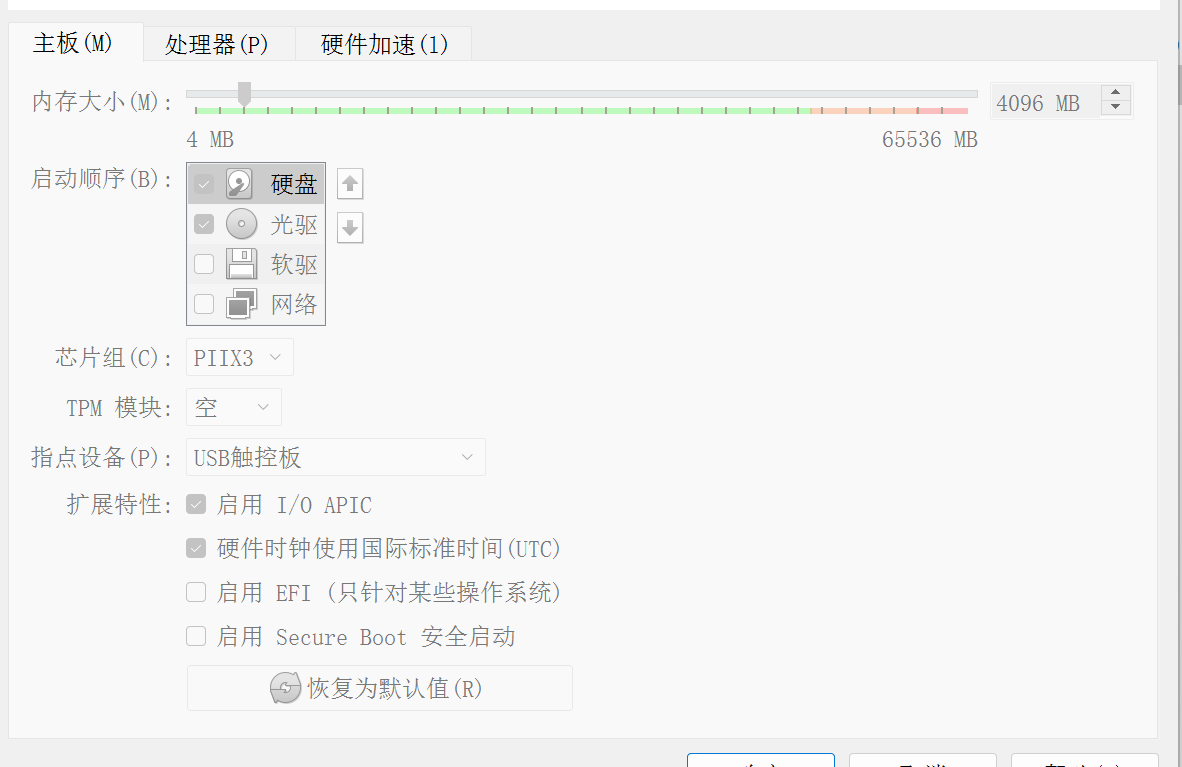 主板(M) 处理器(P) 硬件加速(l)
内存大小(M): 4096 MB
4 MB 65536 MB
启动顺序(B): 硬盘
光驱
软驱
网络
芯片组(C): PIIX3
TPM 模块: 空
指点设备(P): USB触控板
扩展特性: 启用 I/O APIC
硬件时钟使用国际标准时间(UTC)
启用 EFI (只针对某些操作系统)
启用 Secure Boot 安全启动
恢复为默认值(R)